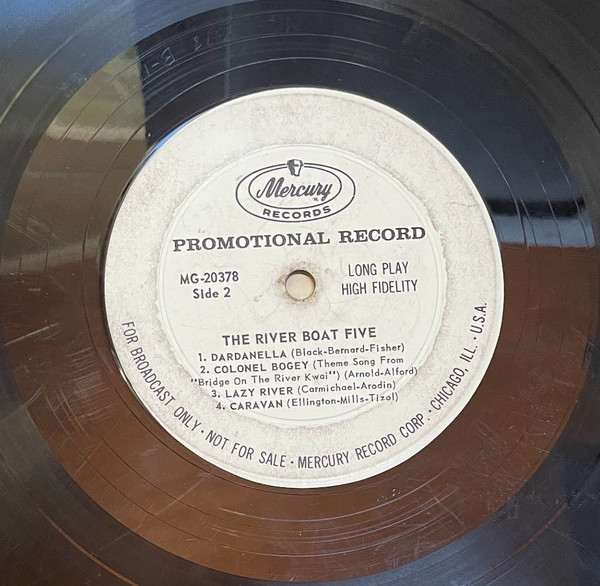 Mercury
RECORDS
PROMOTIONAL RECORD
MG-20378
Side 2
LONG PLAY
HIGH FIDELITY
THE RIVER BOAT FIVE
1. DARDANELLA (Black-Bernard-Fisher)
2. COLONEL BOGEY (Theme Song From
"Bridge On The River Kwai") (Arnold-Alford)
3. LAZY RIVER (Carmichael-Arodin)
4. CARAVAN (Ellington-Mills-Tizol)
FOR BROADCAST ONLY • NOT FOR SALE • MERCURY RECORD CORP. • CHICAGO, ILL. • U.S.A.